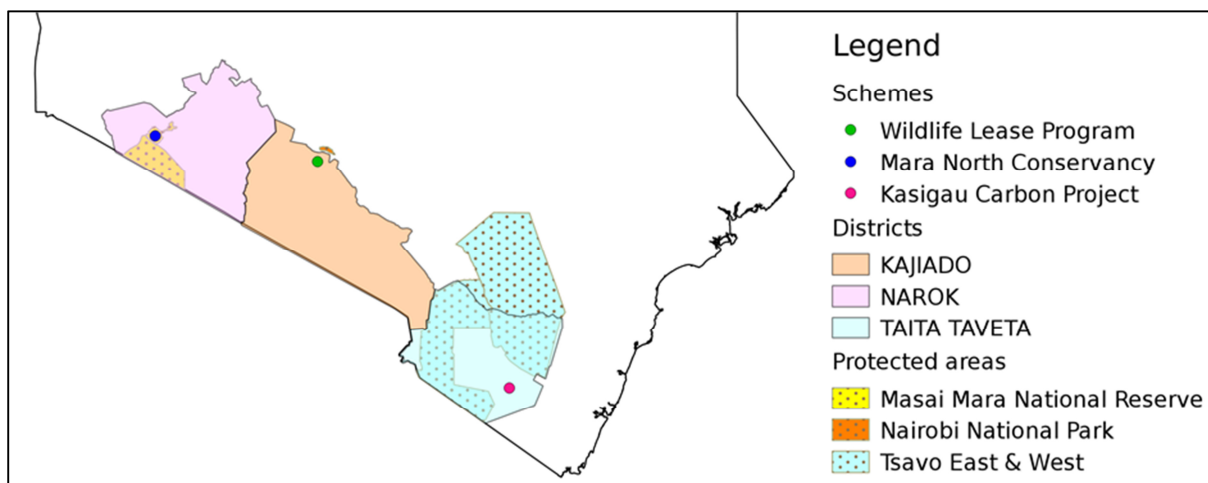 Legend
Schemes
Wildlife Lease Program
Mara North Conservancy
Kasigau Carbon Project
Districts
KAJIADO
NAROK
TAITA TAVETA
Protected areas
Masai Mara National Reserve
Nairobi National Park
Tsavo East & West